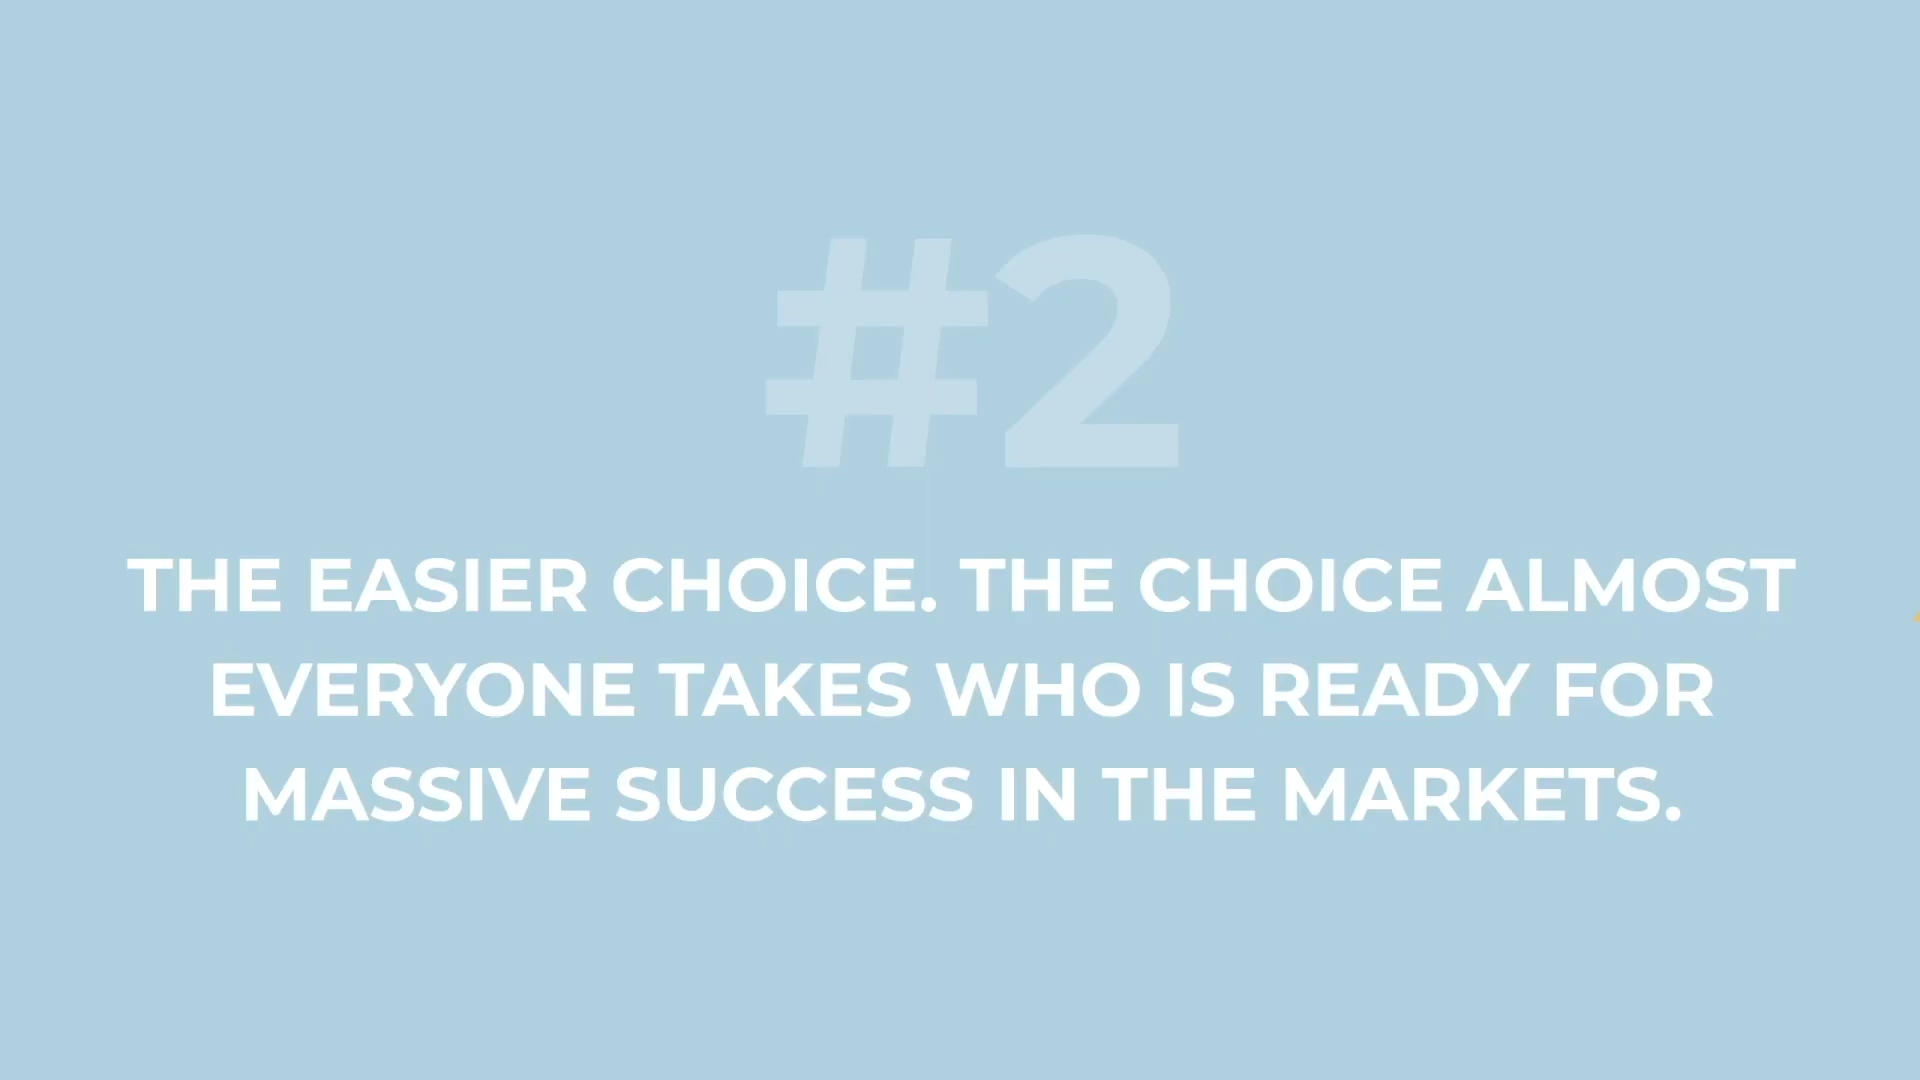 #2
THE EASIER CHOICE. THE CHOICE ALMOST
EVERYONE TAKES WHO IS READY FOR
MASSIVE SUCCESS IN THE MARKETS.